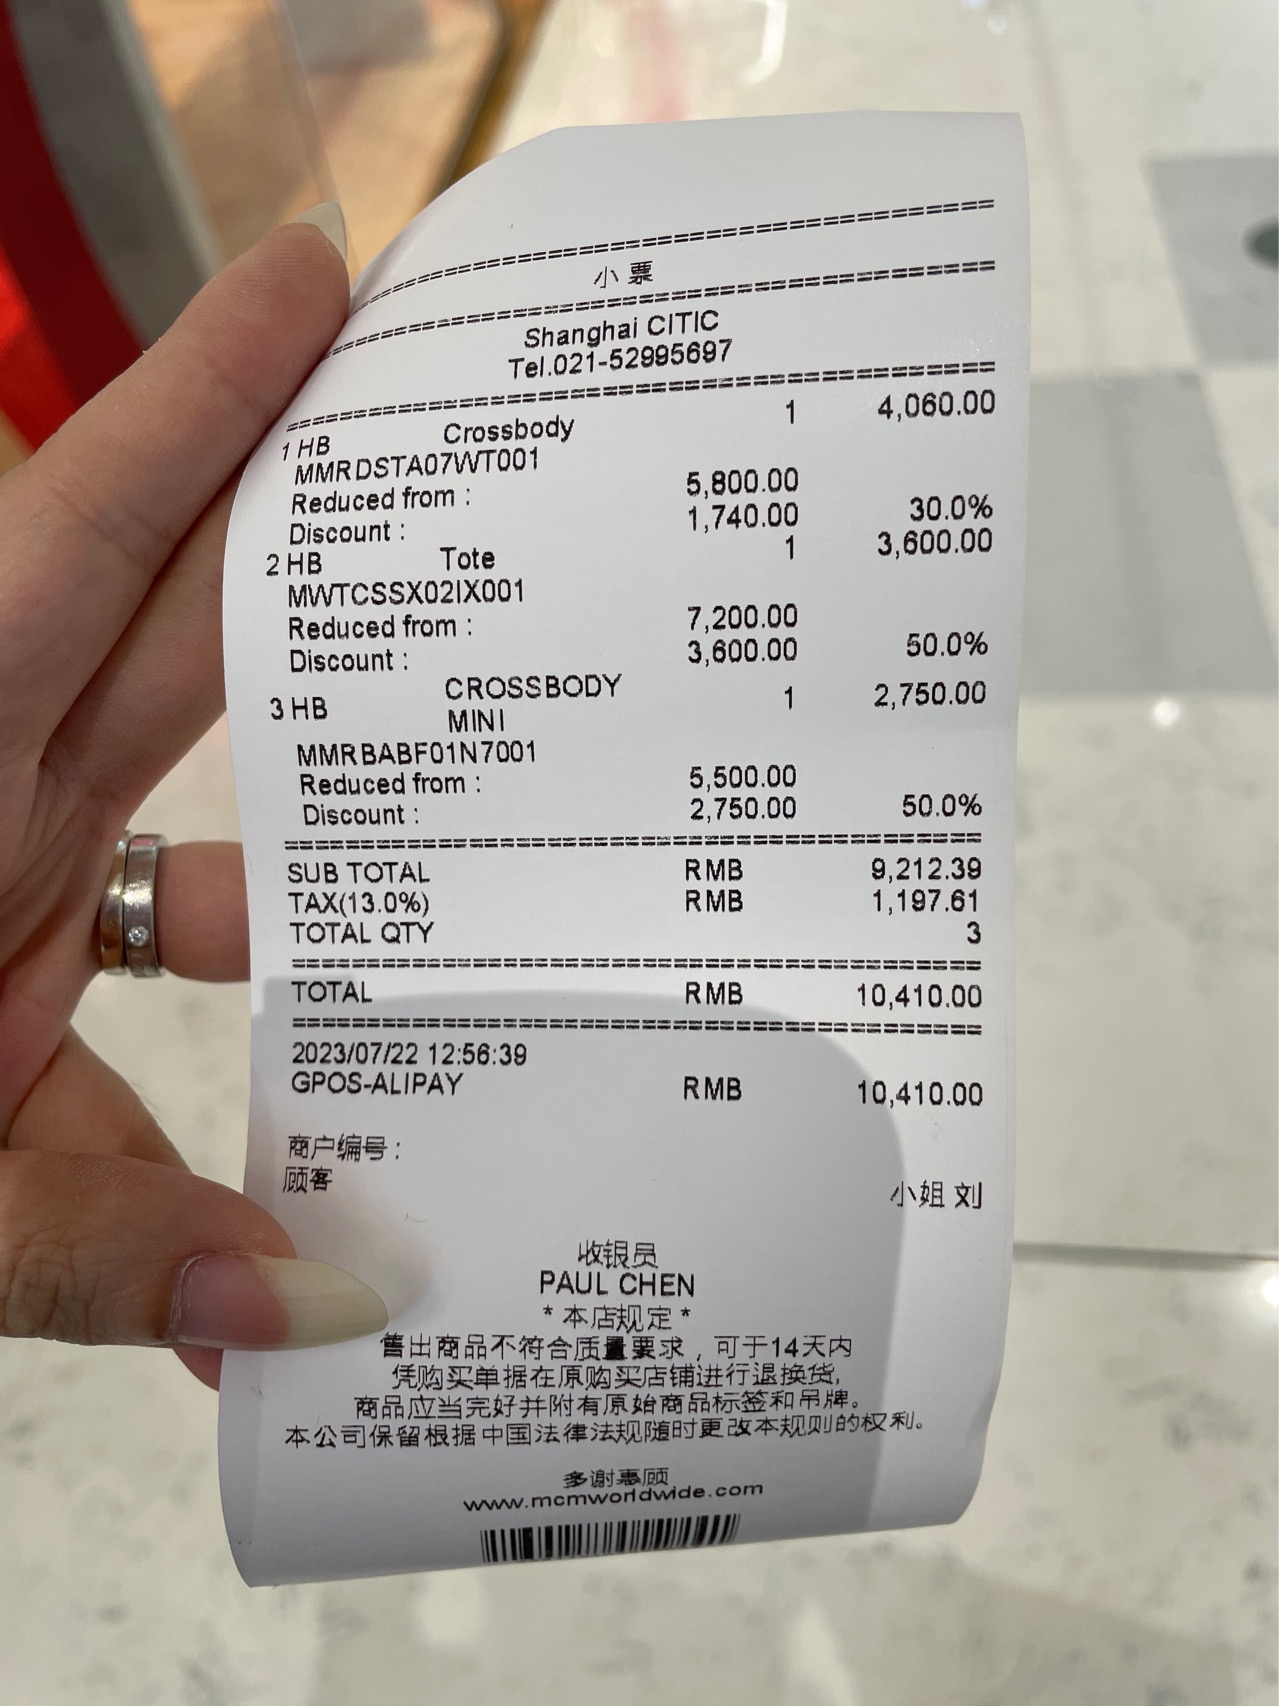 小票
Shanghai CITIC
Tel.021-52995697
1 HB Crossbody 1 4,060.00
MMRDSTA07WT001
Reduced from : 5,800.00
Discount : 1,740.00 30.0%
2 HB Tote 1 3,600.00
MWTCSSX02IX001
Reduced from : 7,200.00
Discount : 3,600.00 50.0%
3 HB CROSSBODY 1 2,750.00
MINI
MMRBABF01N7001
Reduced from : 5,500.00
Discount : 2,750.00 50.0%
SUB TOTAL RMB 9,212.39
TAX(13.0%) RMB 1,197.61
TOTAL QTY 3
TOTAL RMB 10,410.00
2023/07/22 12:56:39
GPOS-ALIPAY RMB 10,410.00
商户编号：
顾客
小姐 刘
收银员
PAUL CHEN
* 本店规定 *
售出商品不符合质量要求，可于14天内
凭购买单据在原购买店铺进行退换货，
商品应当完好并附有原始商品标签和吊牌。
本公司保留根据中国法律法规随时更改本规则的权利。
多谢惠顾
www.mcmworldwide.com